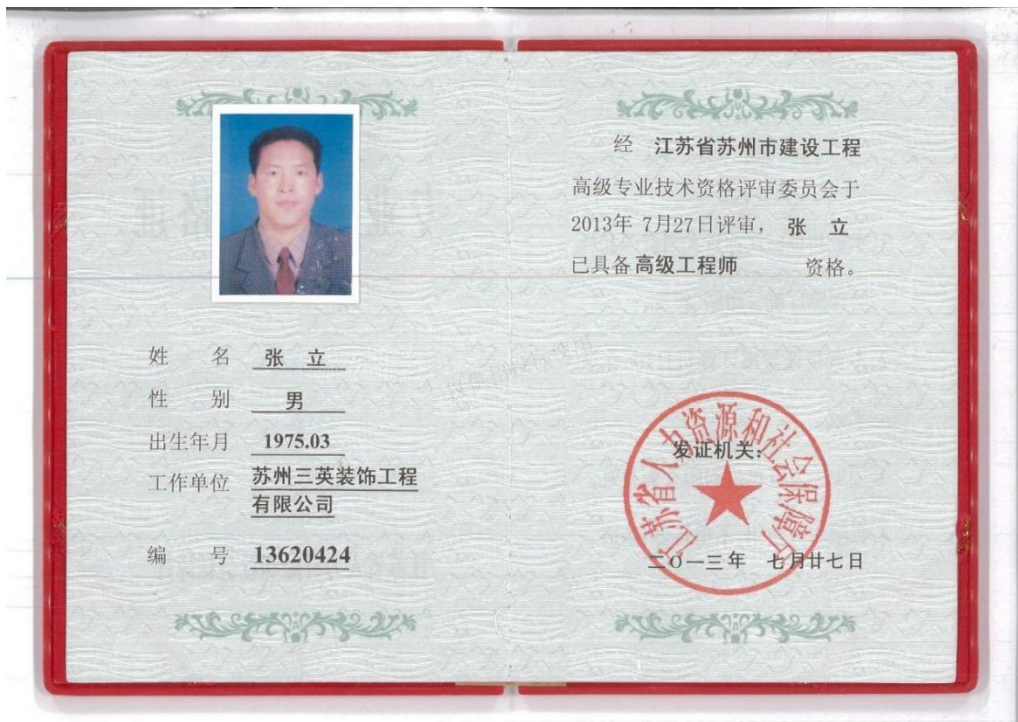 姓 名 张 立
性 别 男
出生年月 1975.03
工作单位 苏州三英装饰工程
有限公司
编 号 13620424
经 江苏省苏州市建设工程
高级专业技术资格评审委员会于
2013年 7月27日评审， 张 立
已具备 高级工程师 资格。
江苏省人力资源和社会保障厅
发证机关：
二〇一三年 七月廿七日